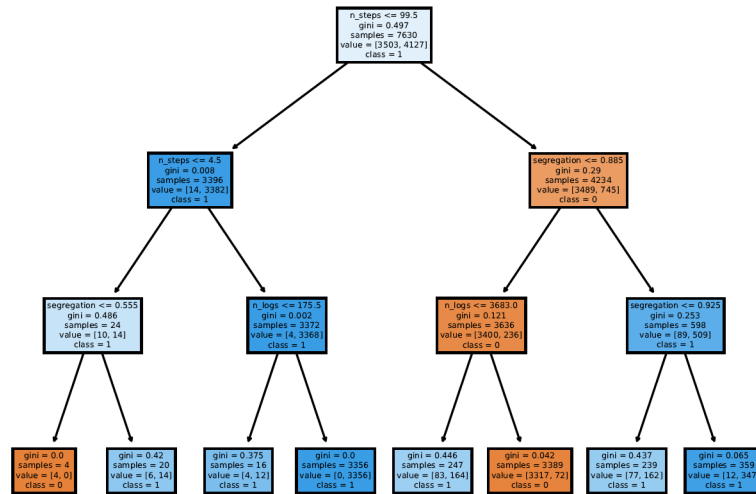 n_steps <= 99.5
gini = 0.497
samples = 7630
value = [3503, 4127]
class = 1
n_steps <= 4.5
gini = 0.008
samples = 3396
value = [14, 3382]
class = 1
segregation <= 0.885
gini = 0.29
samples = 4234
value = [3489, 745]
class = 0
segregation <= 0.555
gini = 0.486
samples = 24
value = [10, 14]
class = 1
n_logs <= 175.5
gini = 0.002
samples = 3372
value = [4, 3368]
class = 1
n_logs <= 3683.0
gini = 0.121
samples = 3636
value = [3400, 236]
class = 0
segregation <= 0.925
gini = 0.253
samples = 598
value = [89, 509]
class = 1
gini = 0.0
samples = 4
value = [4, 0]
class = 0
gini = 0.42
samples = 20
value = [6, 14]
class = 1
gini = 0.375
samples = 16
value = [4, 12]
class = 1
gini = 0.0
samples = 3356
value = [0, 3356]
class = 1
gini = 0.446
samples = 247
value = [83, 164]
class = 1
gini = 0.042
samples = 3389
value = [3317, 72]
class = 0
gini = 0.437
samples = 239
value = [77, 162]
class = 1
gini = 0.065
samples = 359
value = [12, 347]
class = 1